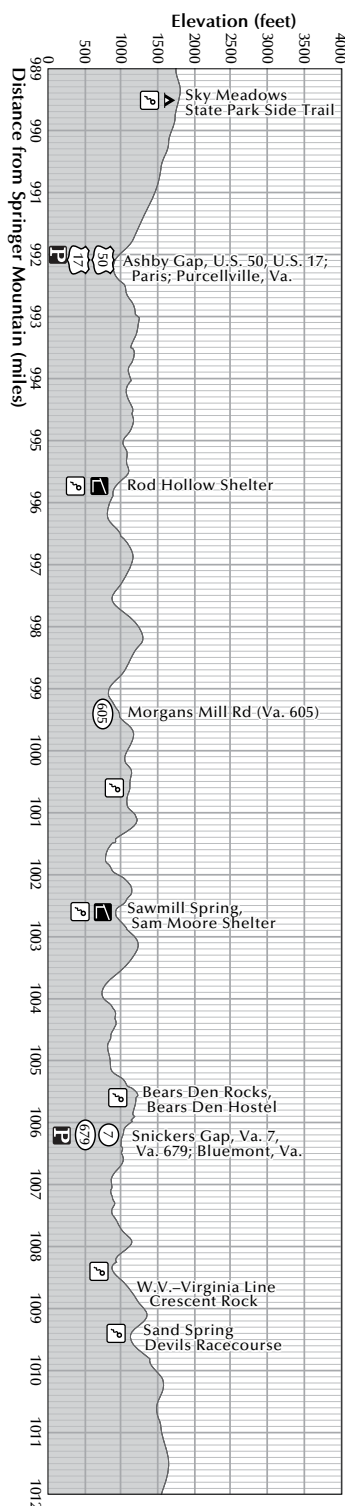 Elevation (feet)
0
500
1000
1500
2000
2500
3000
3500
4000
Distance from Springer Mountain (miles)
989
990
991
992
993
994
995
996
997
998
999
1000
1001
1002
1003
1004
1005
1006
1007
1008
1009
1010
1011
1012
Sky Meadows
State Park Side Trail
P
17
50
Ashby Gap, U.S. 50, U.S. 17;
Paris; Purcellville, Va.
Rod Hollow Shelter
605
Morgans Mill Rd (Va. 605)
Sawmill Spring,
Sam Moore Shelter
Bears Den Rocks,
Bears Den Hostel
P
679
7
Snickers Gap, Va. 7,
Va. 679; Bluemont, Va.
W.V.–Virginia Line
Crescent Rock
Sand Spring
Devils Racecourse